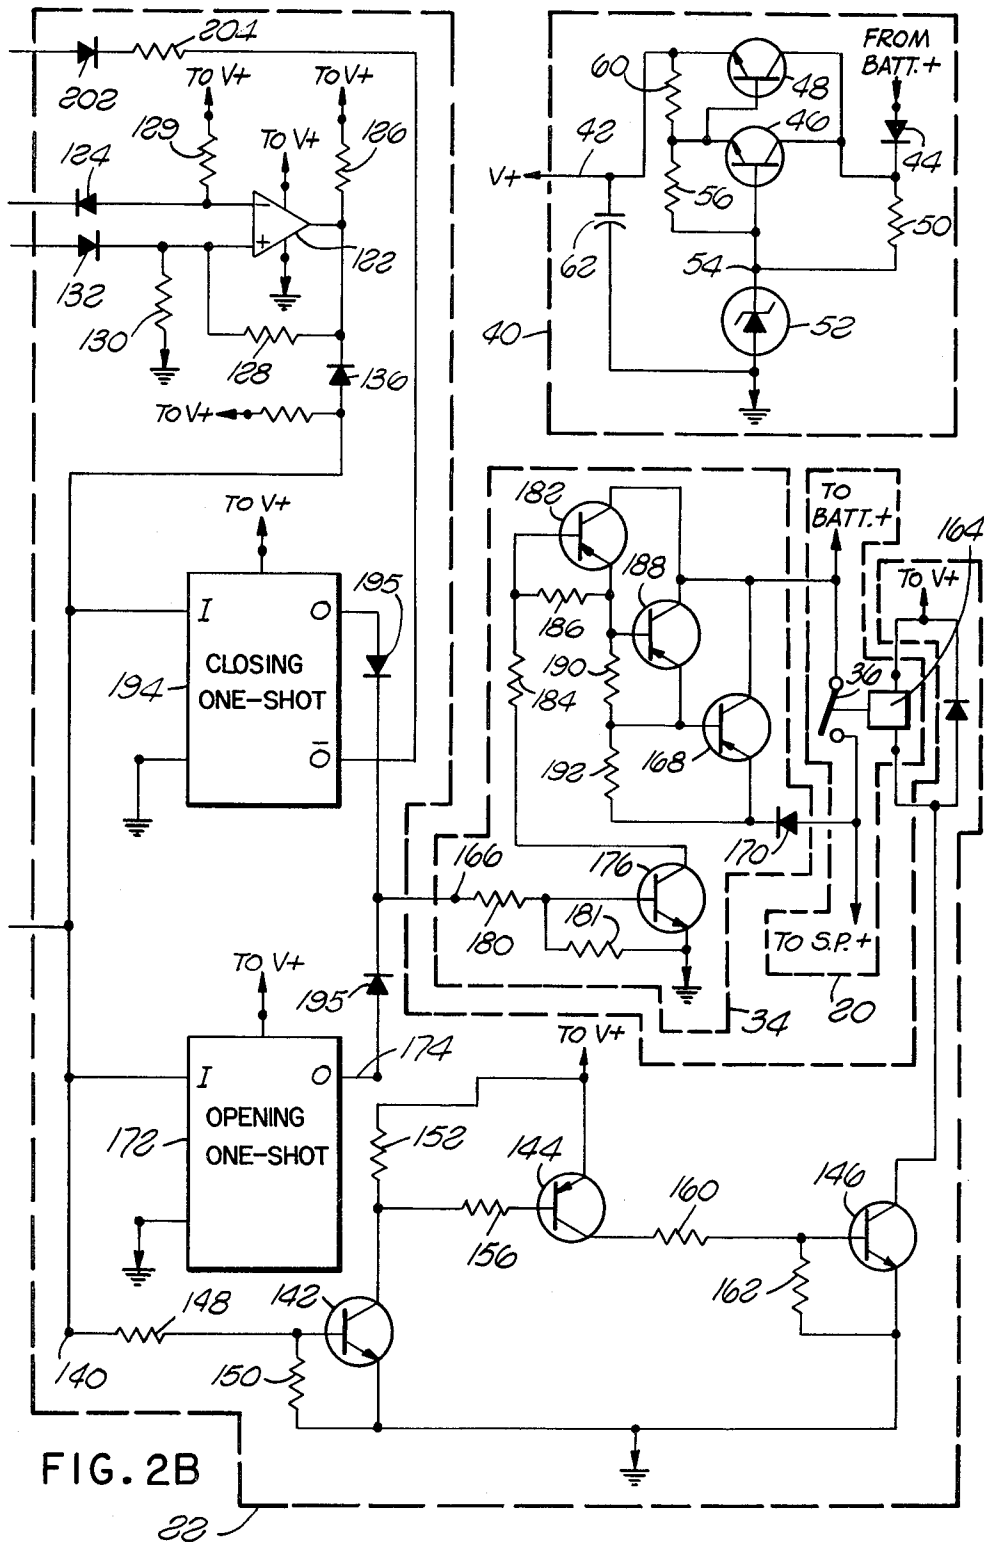 201
202
TO V+
TO V+
129
TO V+
126
124
−
+
122
132
130
128
136
TO V+
FROM
BATT.+
60
48
46
42
V+
44
56
50
62
54
40
52
TO V+
I
O
195
CLOSING
ONE-SHOT
194
O̅
182
188
186
190
184
192
168
TO
BATT.+
164
TO V+
36
170
166
176
180
181
TO S.P.+
34
20
TO V+
195
174
I
O
OPENING
ONE-SHOT
172
TO V+
152
144
156
160
146
162
148
142
140
150
FIG. 2B
22